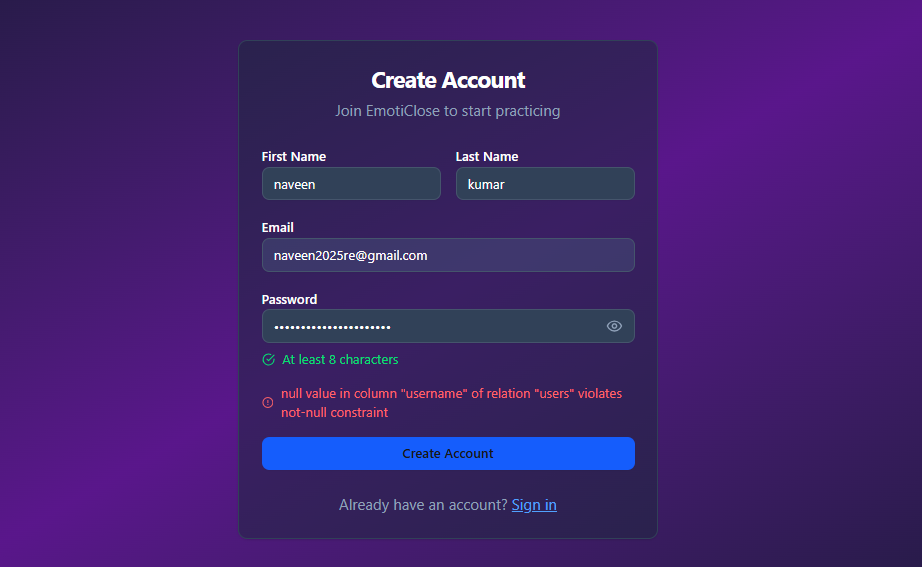 Create Account
Join EmotiClose to start practicing
First Name
Last Name
naveen
kumar
Email
naveen2025re@gmail.com
Password
••••••••••••••••••••••
At least 8 characters
null value in column "username" of relation "users" violates
not-null constraint
Create Account
Already have an account? Sign in